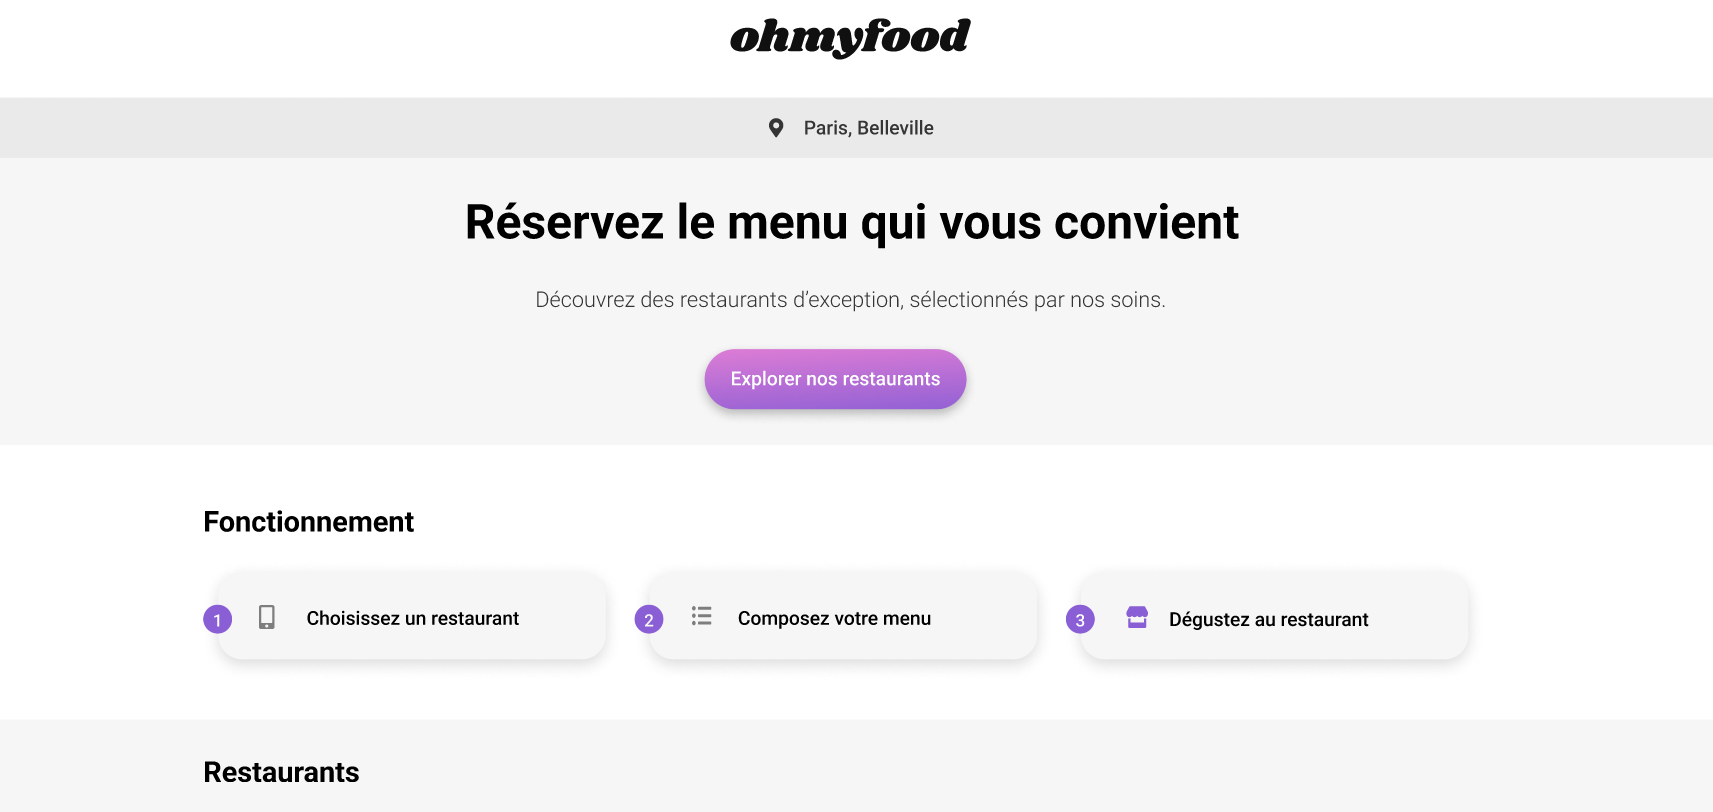 ohmyfood
Paris, Belleville
Réservez le menu qui vous convient
Découvrez des restaurants d’exception, sélectionnés par nos soins.
Explorer nos restaurants
Fonctionnement
1 Choisissez un restaurant
2 Composez votre menu
3 Dégustez au restaurant
Restaurants